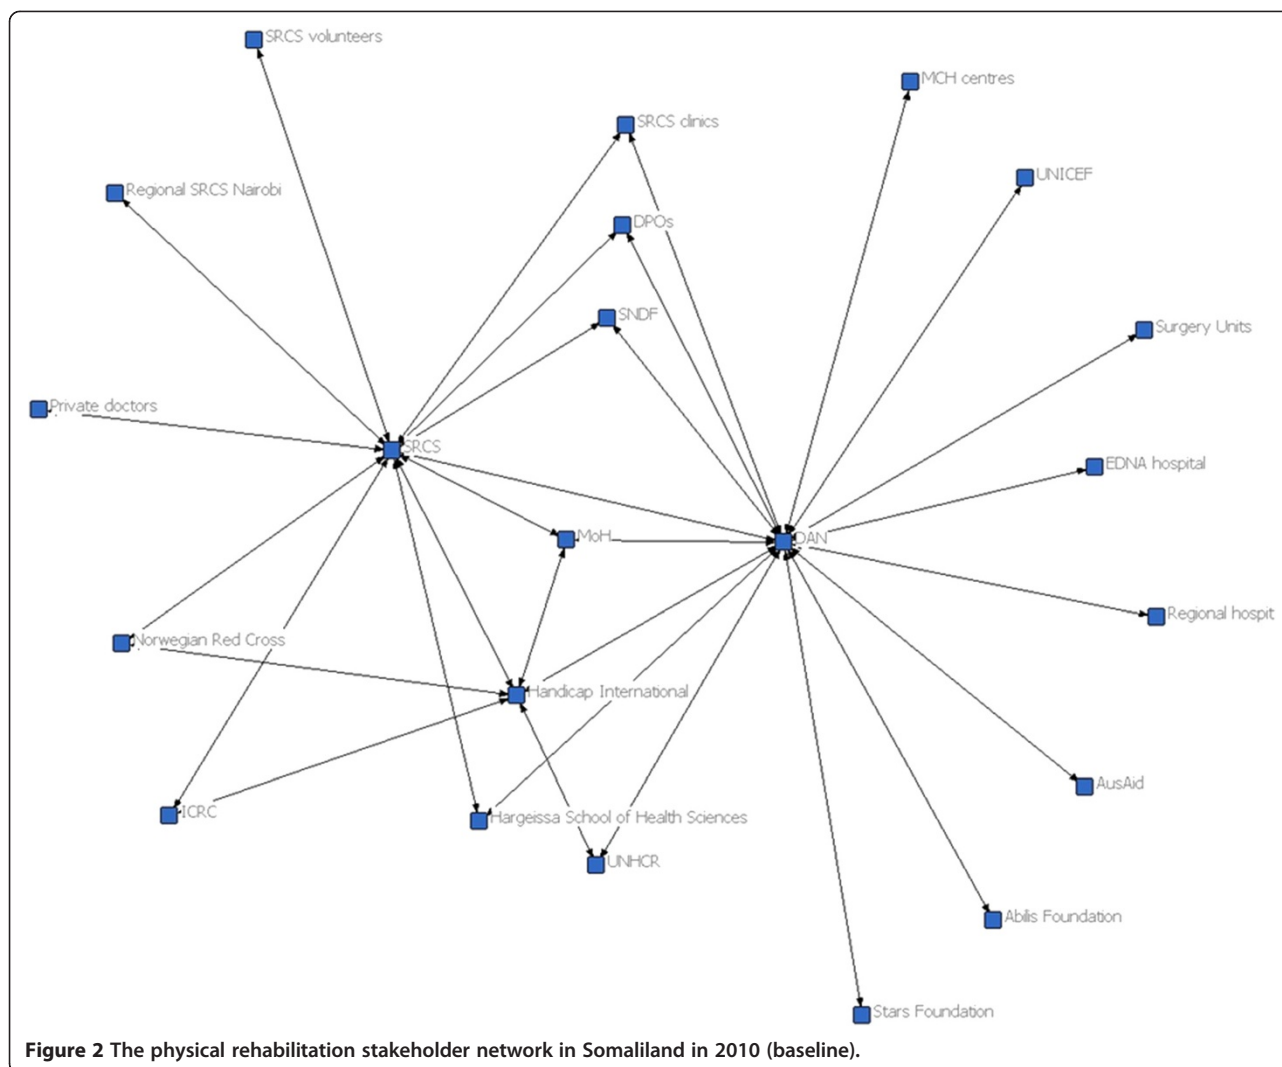 SRCS volunteers
MCH centres
SRCS clinics
UNICEF
Regional SRCS Nairobi
DPOs
SNDF
Surgery Units
Private doctors
SRCS
EDNA hospital
MoH
DAN
Regional hospit
Norwegian Red Cross
Handicap International
AusAid
ICRC
Hargeissa School of Health Sciences
UNHCR
Abilis Foundation
Stars Foundation
Figure 2 The physical rehabilitation stakeholder network in Somaliland in 2010 (baseline).